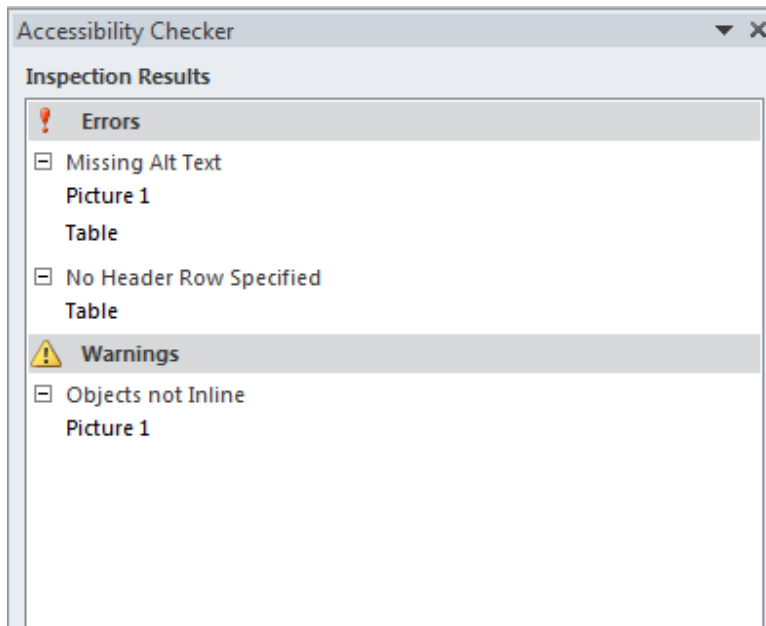 Accessibility Checker
Inspection Results
Errors
Missing Alt Text
Picture 1
Table
No Header Row Specified
Table
Warnings
Objects not Inline
Picture 1